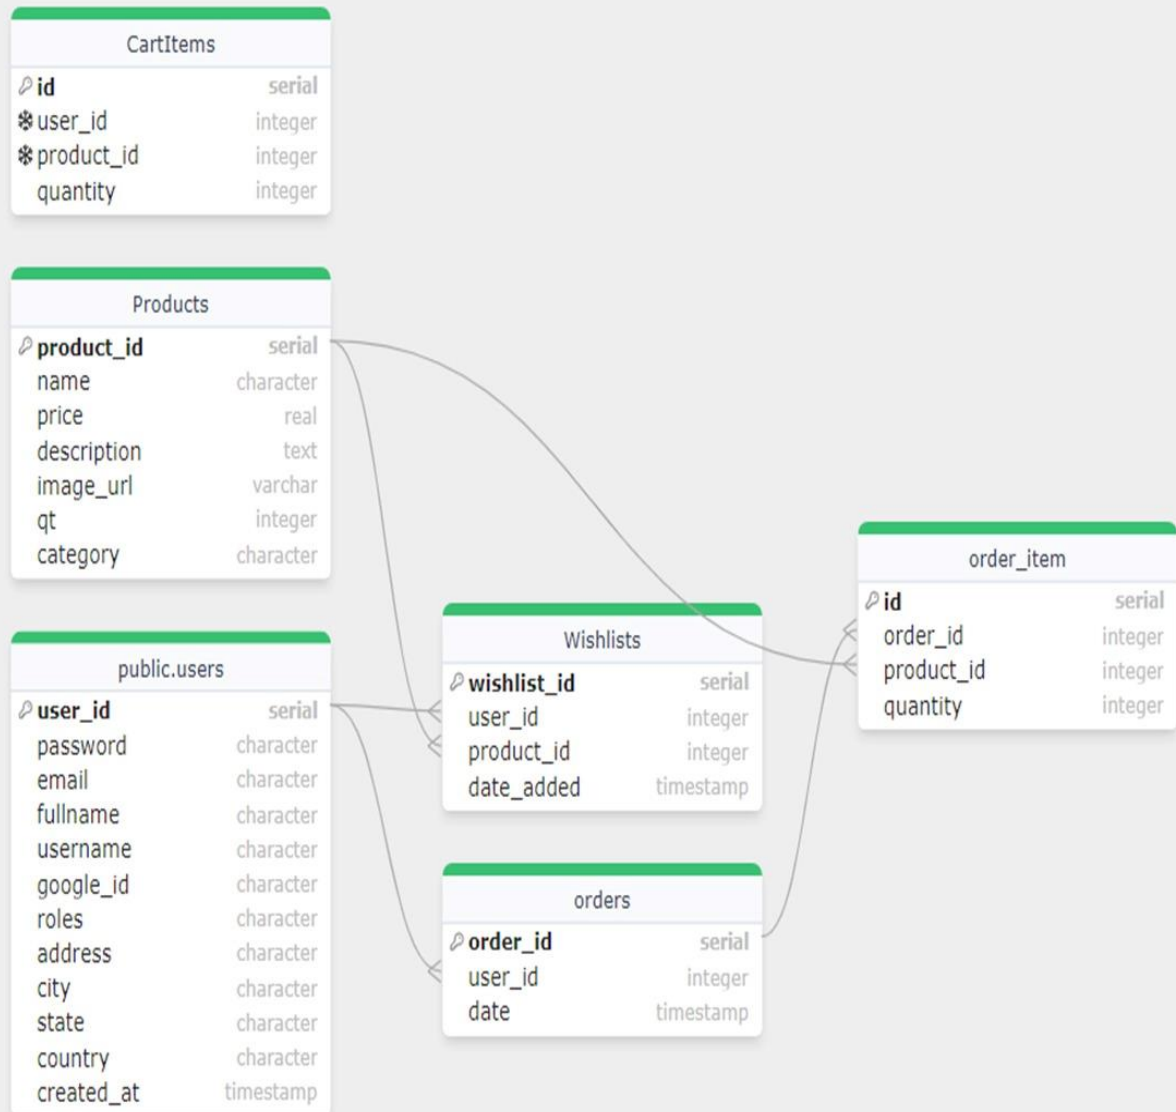 CartItems
id serial
user_id integer
product_id integer
quantity integer
Products
product_id serial
name character
price real
description text
image_url varchar
qt integer
category character
public.users
user_id serial
password character
email character
fullname character
username character
google_id character
roles character
address character
city character
state character
country character
created_at timestamp
Wishlists
wishlist_id serial
user_id integer
product_id integer
date_added timestamp
orders
order_id serial
user_id integer
date timestamp
order_item
id serial
order_id integer
product_id integer
quantity integer